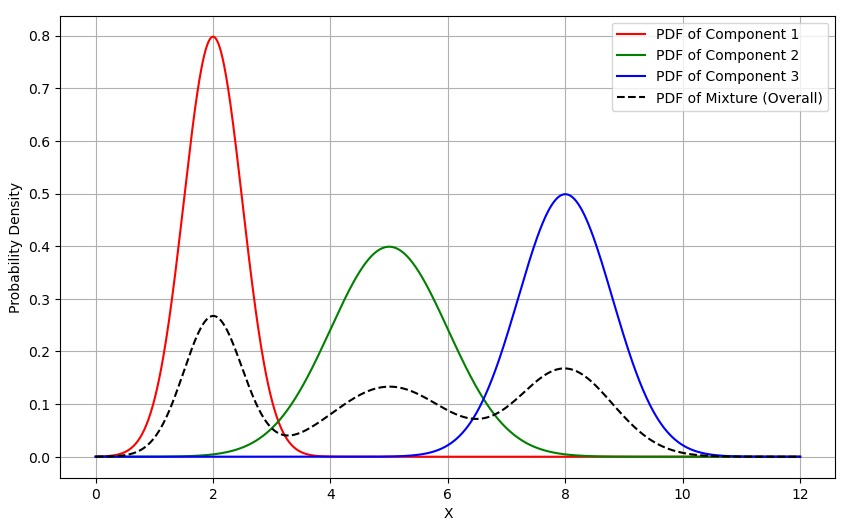 PDF of Component 1
PDF of Component 2
PDF of Component 3
PDF of Mixture (Overall)
Probability Density
0.8
0.7
0.6
0.5
0.4
0.3
0.2
0.1
0.0
0 2 4 6 8 10 12
X